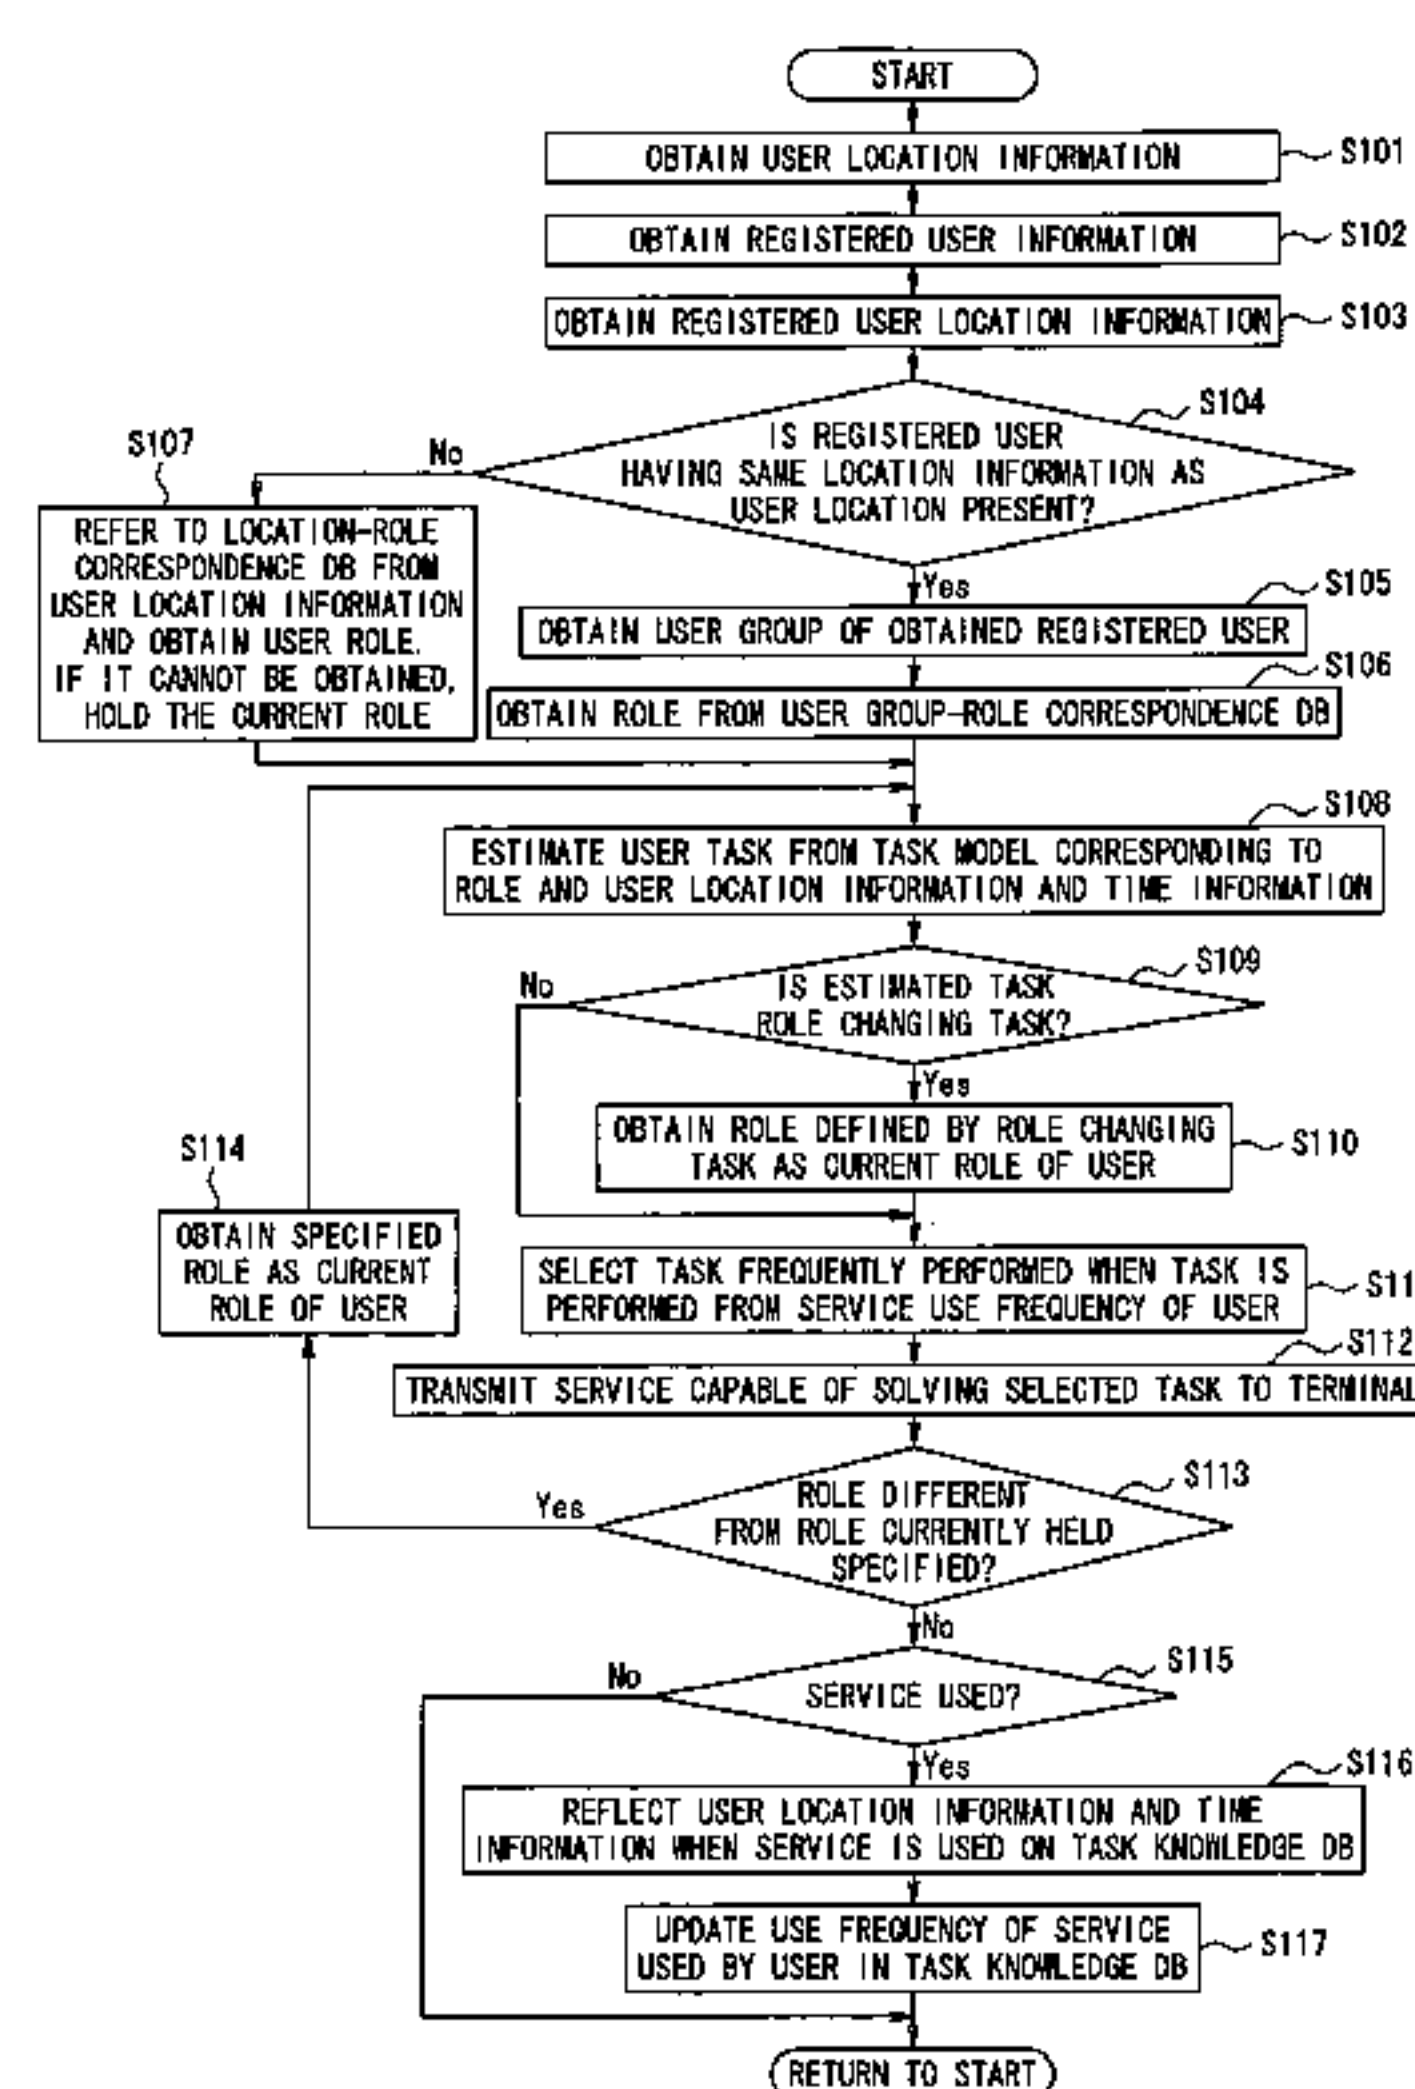 START
OBTAIN USER LOCATION INFORMATION
S101
OBTAIN REGISTERED USER INFORMATION
S102
OBTAIN REGISTERED USER LOCATION INFORMATION
S103
S104
IS REGISTERED USER
HAVING SAME LOCATION INFORMATION AS
USER LOCATION PRESENT?
No
S107
REFER TO LOCATION-ROLE
CORRESPONDENCE DB FROM
USER LOCATION INFORMATION
AND OBTAIN USER ROLE.
IF IT CANNOT BE OBTAINED,
HOLD THE CURRENT ROLE
Yes
S105
OBTAIN USER GROUP OF OBTAINED REGISTERED USER
S106
OBTAIN ROLE FROM USER GROUP-ROLE CORRESPONDENCE DB
S108
ESTIMATE USER TASK FROM TASK MODEL CORRESPONDING TO
ROLE AND USER LOCATION INFORMATION AND TIME INFORMATION
S109
No
IS ESTIMATED TASK
ROLE CHANGING TASK?
Yes
OBTAIN ROLE DEFINED BY ROLE CHANGING
TASK AS CURRENT ROLE OF USER
S110
S114
OBTAIN SPECIFIED
ROLE AS CURRENT
ROLE OF USER
SELECT TASK FREQUENTLY PERFORMED WHEN TASK IS
PERFORMED FROM SERVICE USE FREQUENCY OF USER
S11
S112
TRANSMIT SERVICE CAPABLE OF SOLVING SELECTED TASK TO TERMINAL
S113
Yes
ROLE DIFFERENT
FROM ROLE CURRENTLY HELD
SPECIFIED?
No
S115
No
SERVICE USED?
Yes
S116
REFLECT USER LOCATION INFORMATION AND TIME
INFORMATION WHEN SERVICE IS USED ON TASK KNOWLEDGE DB
UPDATE USE FREQUENCY OF SERVICE
USED BY USER IN TASK KNOWLEDGE DB
S117
RETURN TO START